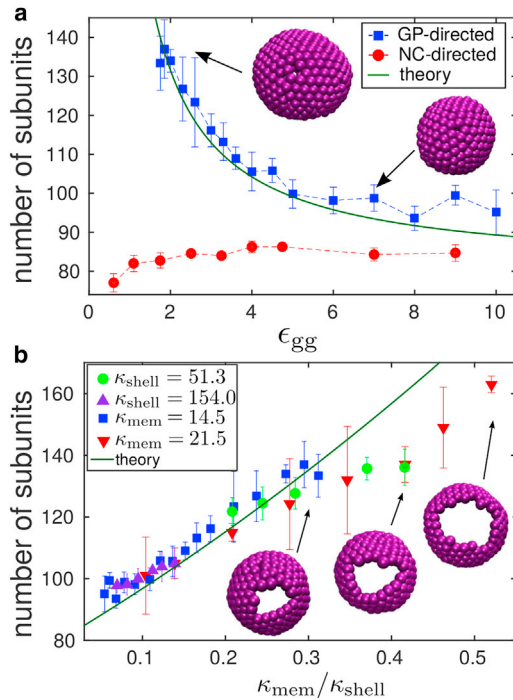 a
number of subunits
140
130
120
110
100
90
80
GP-directed
NC-directed
theory
0 2 4 6 8 10
ϵgg
b
number of subunits
160
140
120
100
80
κshell = 51.3
κshell = 154.0
κmem = 14.5
κmem = 21.5
theory
0.1 0.2 0.3 0.4 0.5
κmem/κshell